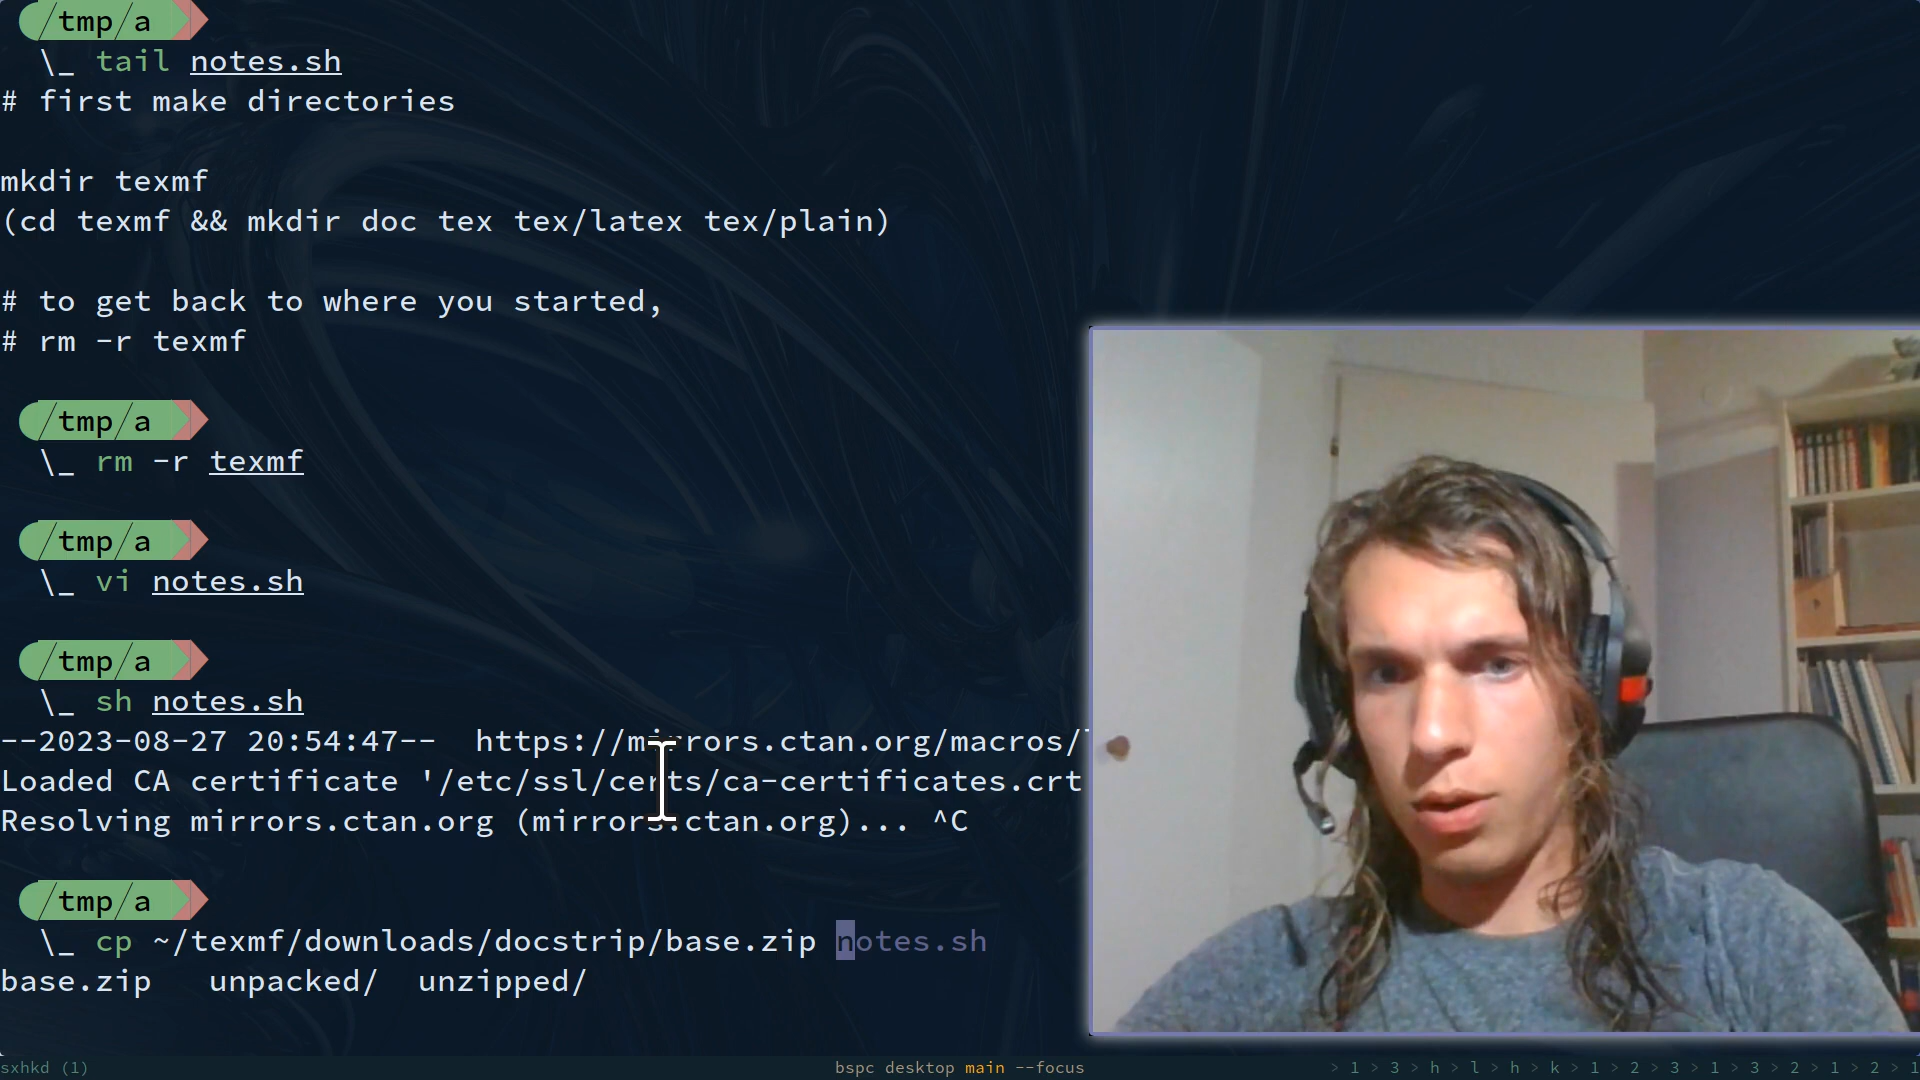 /tmp/a
\_ tail notes.sh
# first make directories
mkdir texmf
(cd texmf && mkdir doc tex tex/latex tex/plain)
# to get back to where you started,
# rm -r texmf
/tmp/a
\_ rm -r texmf
/tmp/a
\_ vi notes.sh
/tmp/a
\_ sh notes.sh
--2023-08-27 20:54:47--  https://mirrors.ctan.org/macros/l
Loaded CA certificate '/etc/ssl/certs/ca-certificates.crt
Resolving mirrors.ctan.org (mirrors.ctan.org)... ^C
/tmp/a
\_ cp ~/texmf/downloads/docstrip/base.zip notes.sh
base.zip   unpacked/  unzipped/
sxhkd (1) bspc desktop main --focus > 1 > 3 > h > l > h > k > 1 > 2 > 3 > 1 > 3 > 2 > 1 > 2 > 1